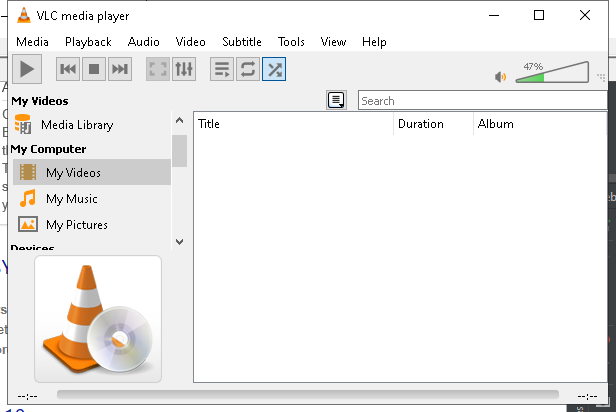 VLC media player
Media Playback Audio Video Subtitle Tools View Help
47%
My Videos
Search
Media Library
Title Duration Album
My Computer
My Videos
My Music
My Pictures
Devices
--:-- --:--